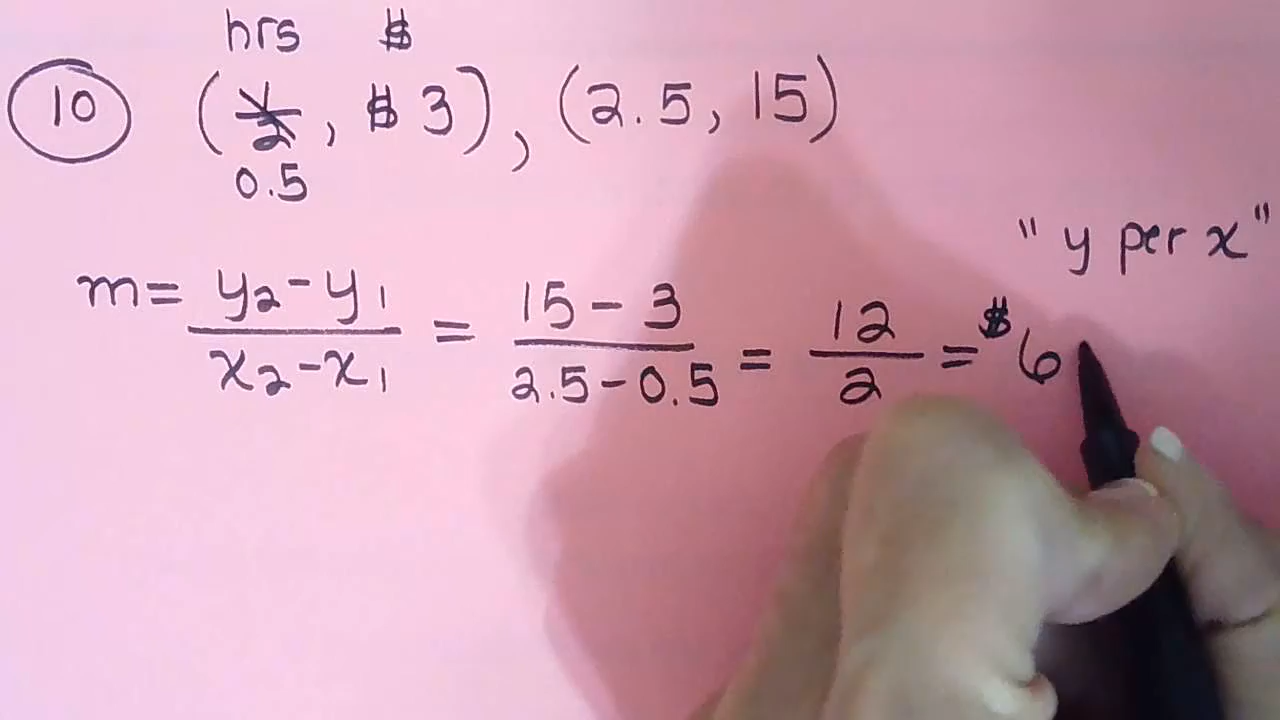 hrs $
10 (1/2, $ 3), (2.5, 15)
0.5
"y per x"
m = y₂ - y₁ / x₂ - x₁ = 15 - 3 / 2.5 - 0.5 = 12 / 2 = $6